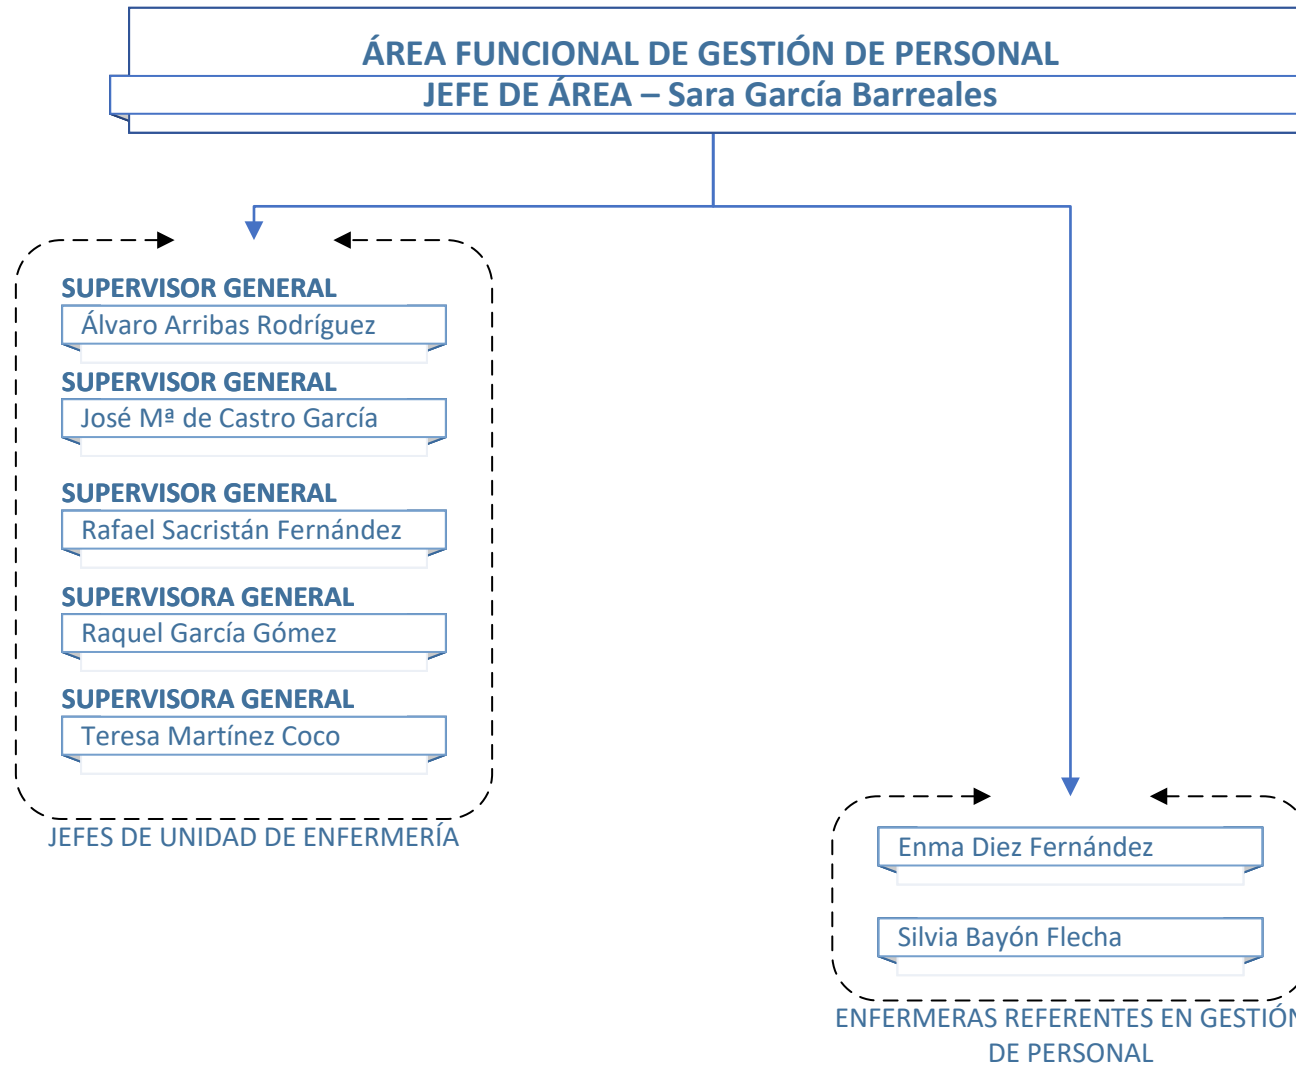 ÁREA FUNCIONAL DE GESTIÓN DE PERSONAL
JEFE DE ÁREA – Sara García Barreales
SUPERVISOR GENERAL
Álvaro Arribas Rodríguez
SUPERVISOR GENERAL
José Mª de Castro García
SUPERVISOR GENERAL
Rafael Sacristán Fernández
SUPERVISORA GENERAL
Raquel García Gómez
SUPERVISORA GENERAL
Teresa Martínez Coco
JEFES DE UNIDAD DE ENFERMERÍA
Enma Diez Fernández
Silvia Bayón Flecha
ENFERMERAS REFERENTES EN GESTIÓN
DE PERSONAL